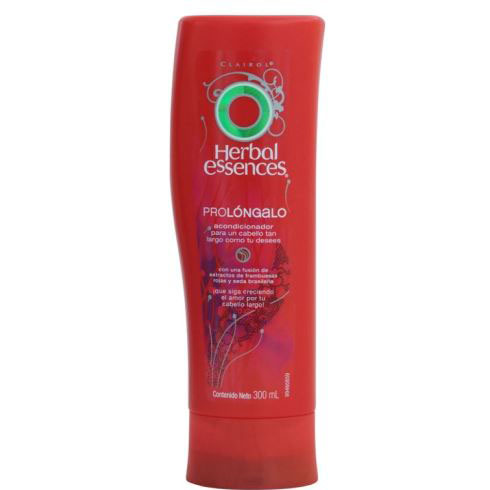 CLAIROL®
Herbal
essences®
PROLÓNGALO
acondicionador
para un cabello tan
largo como tu desees
con una fusión de
extractos de frambuesas
rojas y seda brasileña
¡que siga creciendo
el amor por tu
cabello largo!
Contenido Neto 300 mL